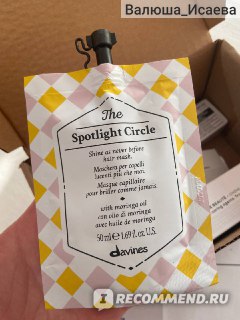 Валюша_Исаева
The
Spotlight Circle
Shine as never before
hair mask.
Maschera per capelli
lucenti più che mai.
Masque capillaire
pour briller comme jamais.
with moringa oil
con olio di moringa
avec huile de moringa
50 ml e 1.69 fl. oz U.S.
davines
IRECOMMEND.RU